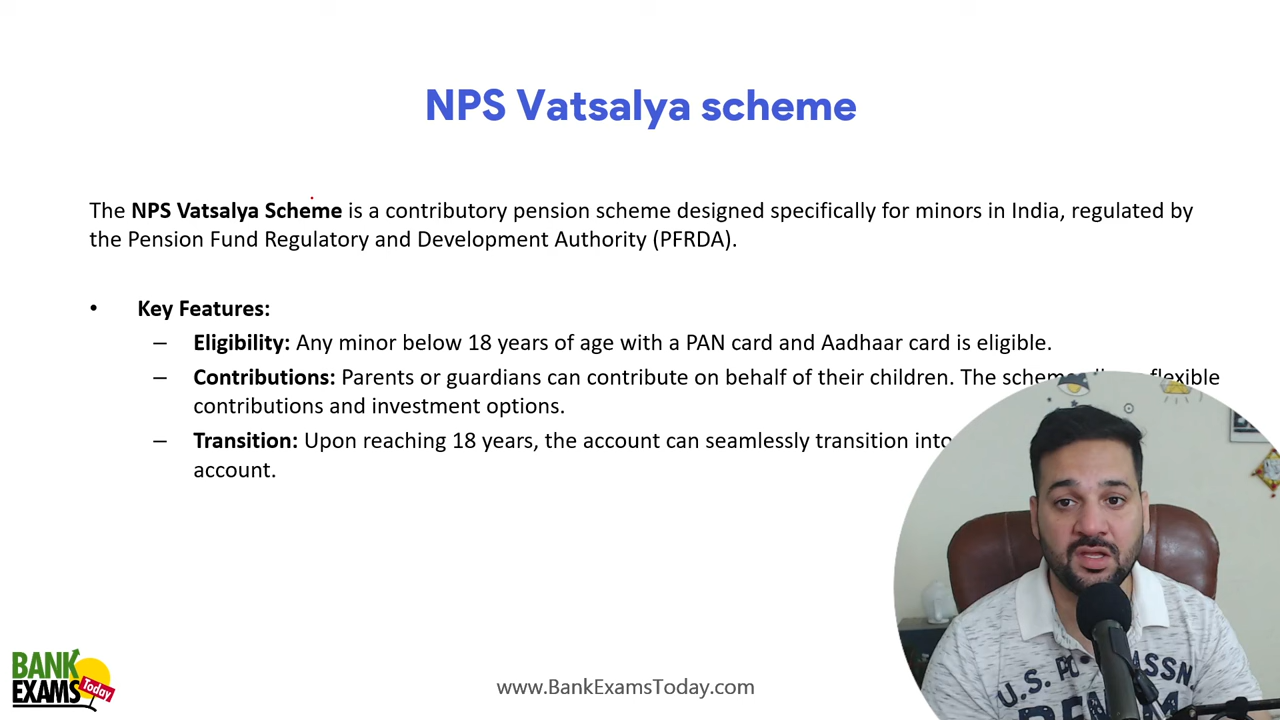 NPS Vatsalya scheme
The NPS Vatsalya Scheme is a contributory pension scheme designed specifically for minors in India, regulated by
the Pension Fund Regulatory and Development Authority (PFRDA).
• Key Features:
– Eligibility: Any minor below 18 years of age with a PAN card and Aadhaar card is eligible.
– Contributions: Parents or guardians can contribute on behalf of their children. The flexible
contributions and investment options.
– Transition: Upon reaching 18 years, the account can seamlessly transition into
account.
U.S. ASSN.
BANK
EXAMS
Today
www.BankExamsToday.com